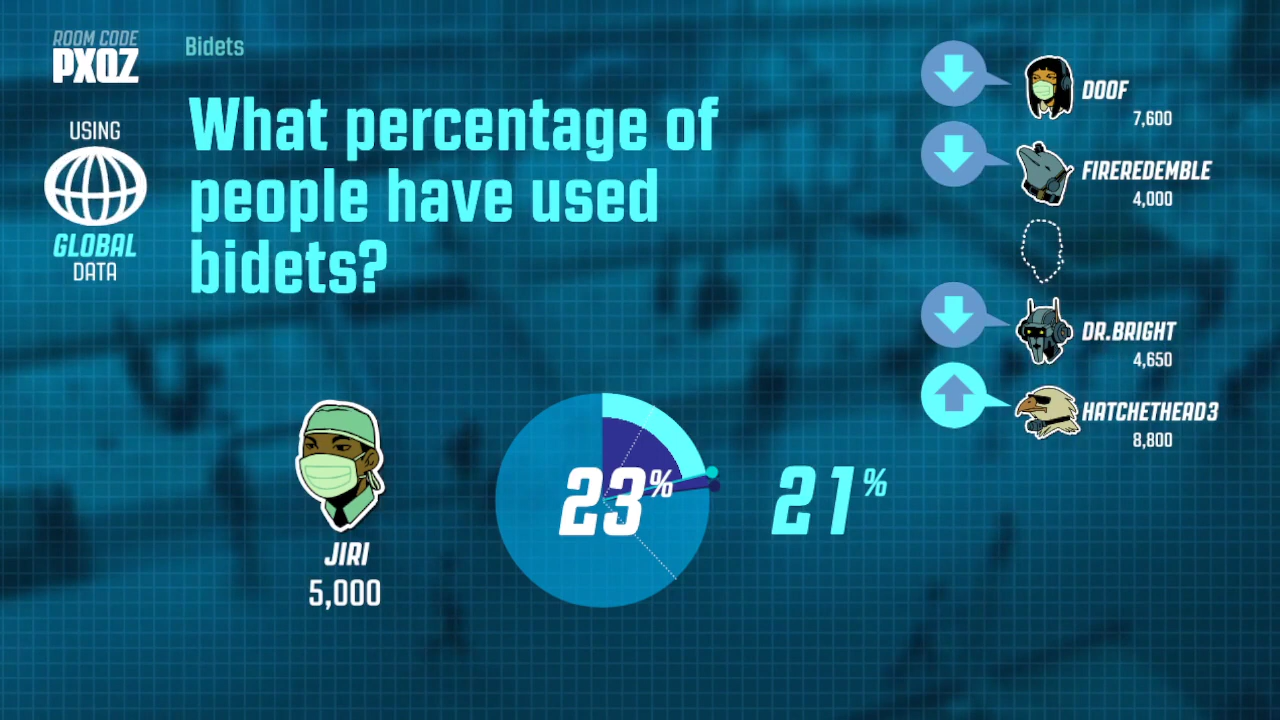 ROOM CODE
PXQZ
USING
GLOBAL
DATA
Bidets
What percentage of
people have used
bidets?
DOOF
7,600
FIREREDEMBLE
4,000
DR.BRIGHT
4,650
HATCHETHEAD3
8,800
23%
21%
JIRI
5,000